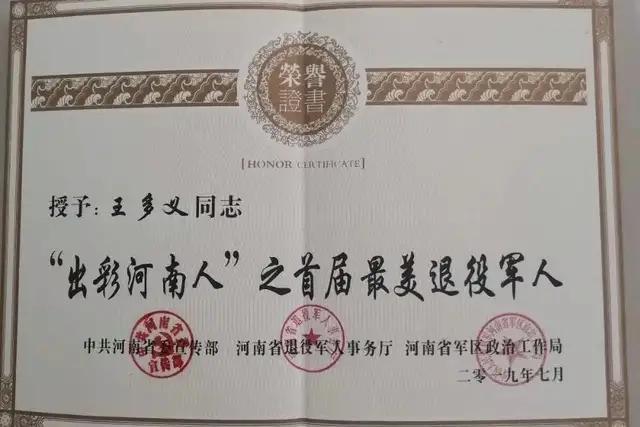 榮譽
證書
[HONOR CERTIFICATE]
授予：王多义同志
“出彩河南人”之首届最美退役军人
中共河南省委宣传部 河南省退役军人事务厅 河南省军区政治工作局
二零一九年七月